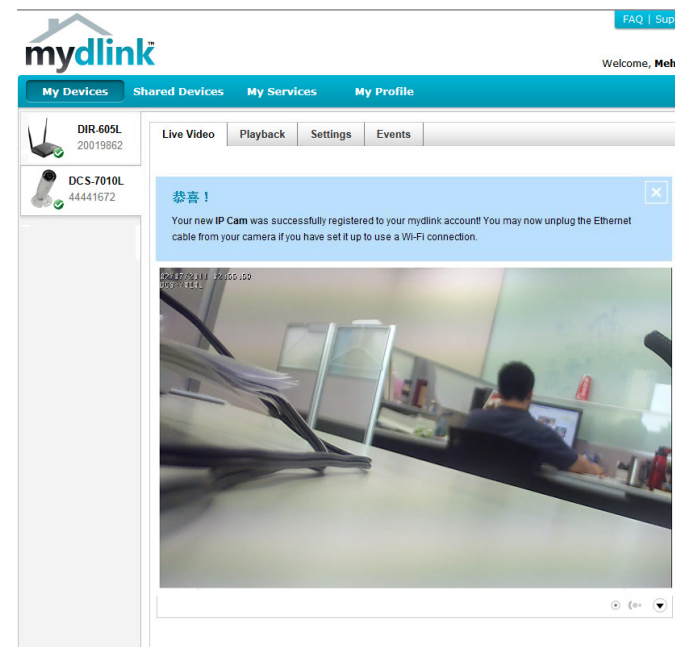 FAQ | Sup
mydlink™
Welcome, Meh
My Devices Shared Devices My Services My Profile
DIR-605L
20019862
DCS-7010L
44441672
Live Video Playback Settings Events
恭喜！
Your new IP Cam was successfully registered to your mydlink account! You may now unplug the Ethernet
cable from your camera if you have set it up to use a Wi-Fi connection.